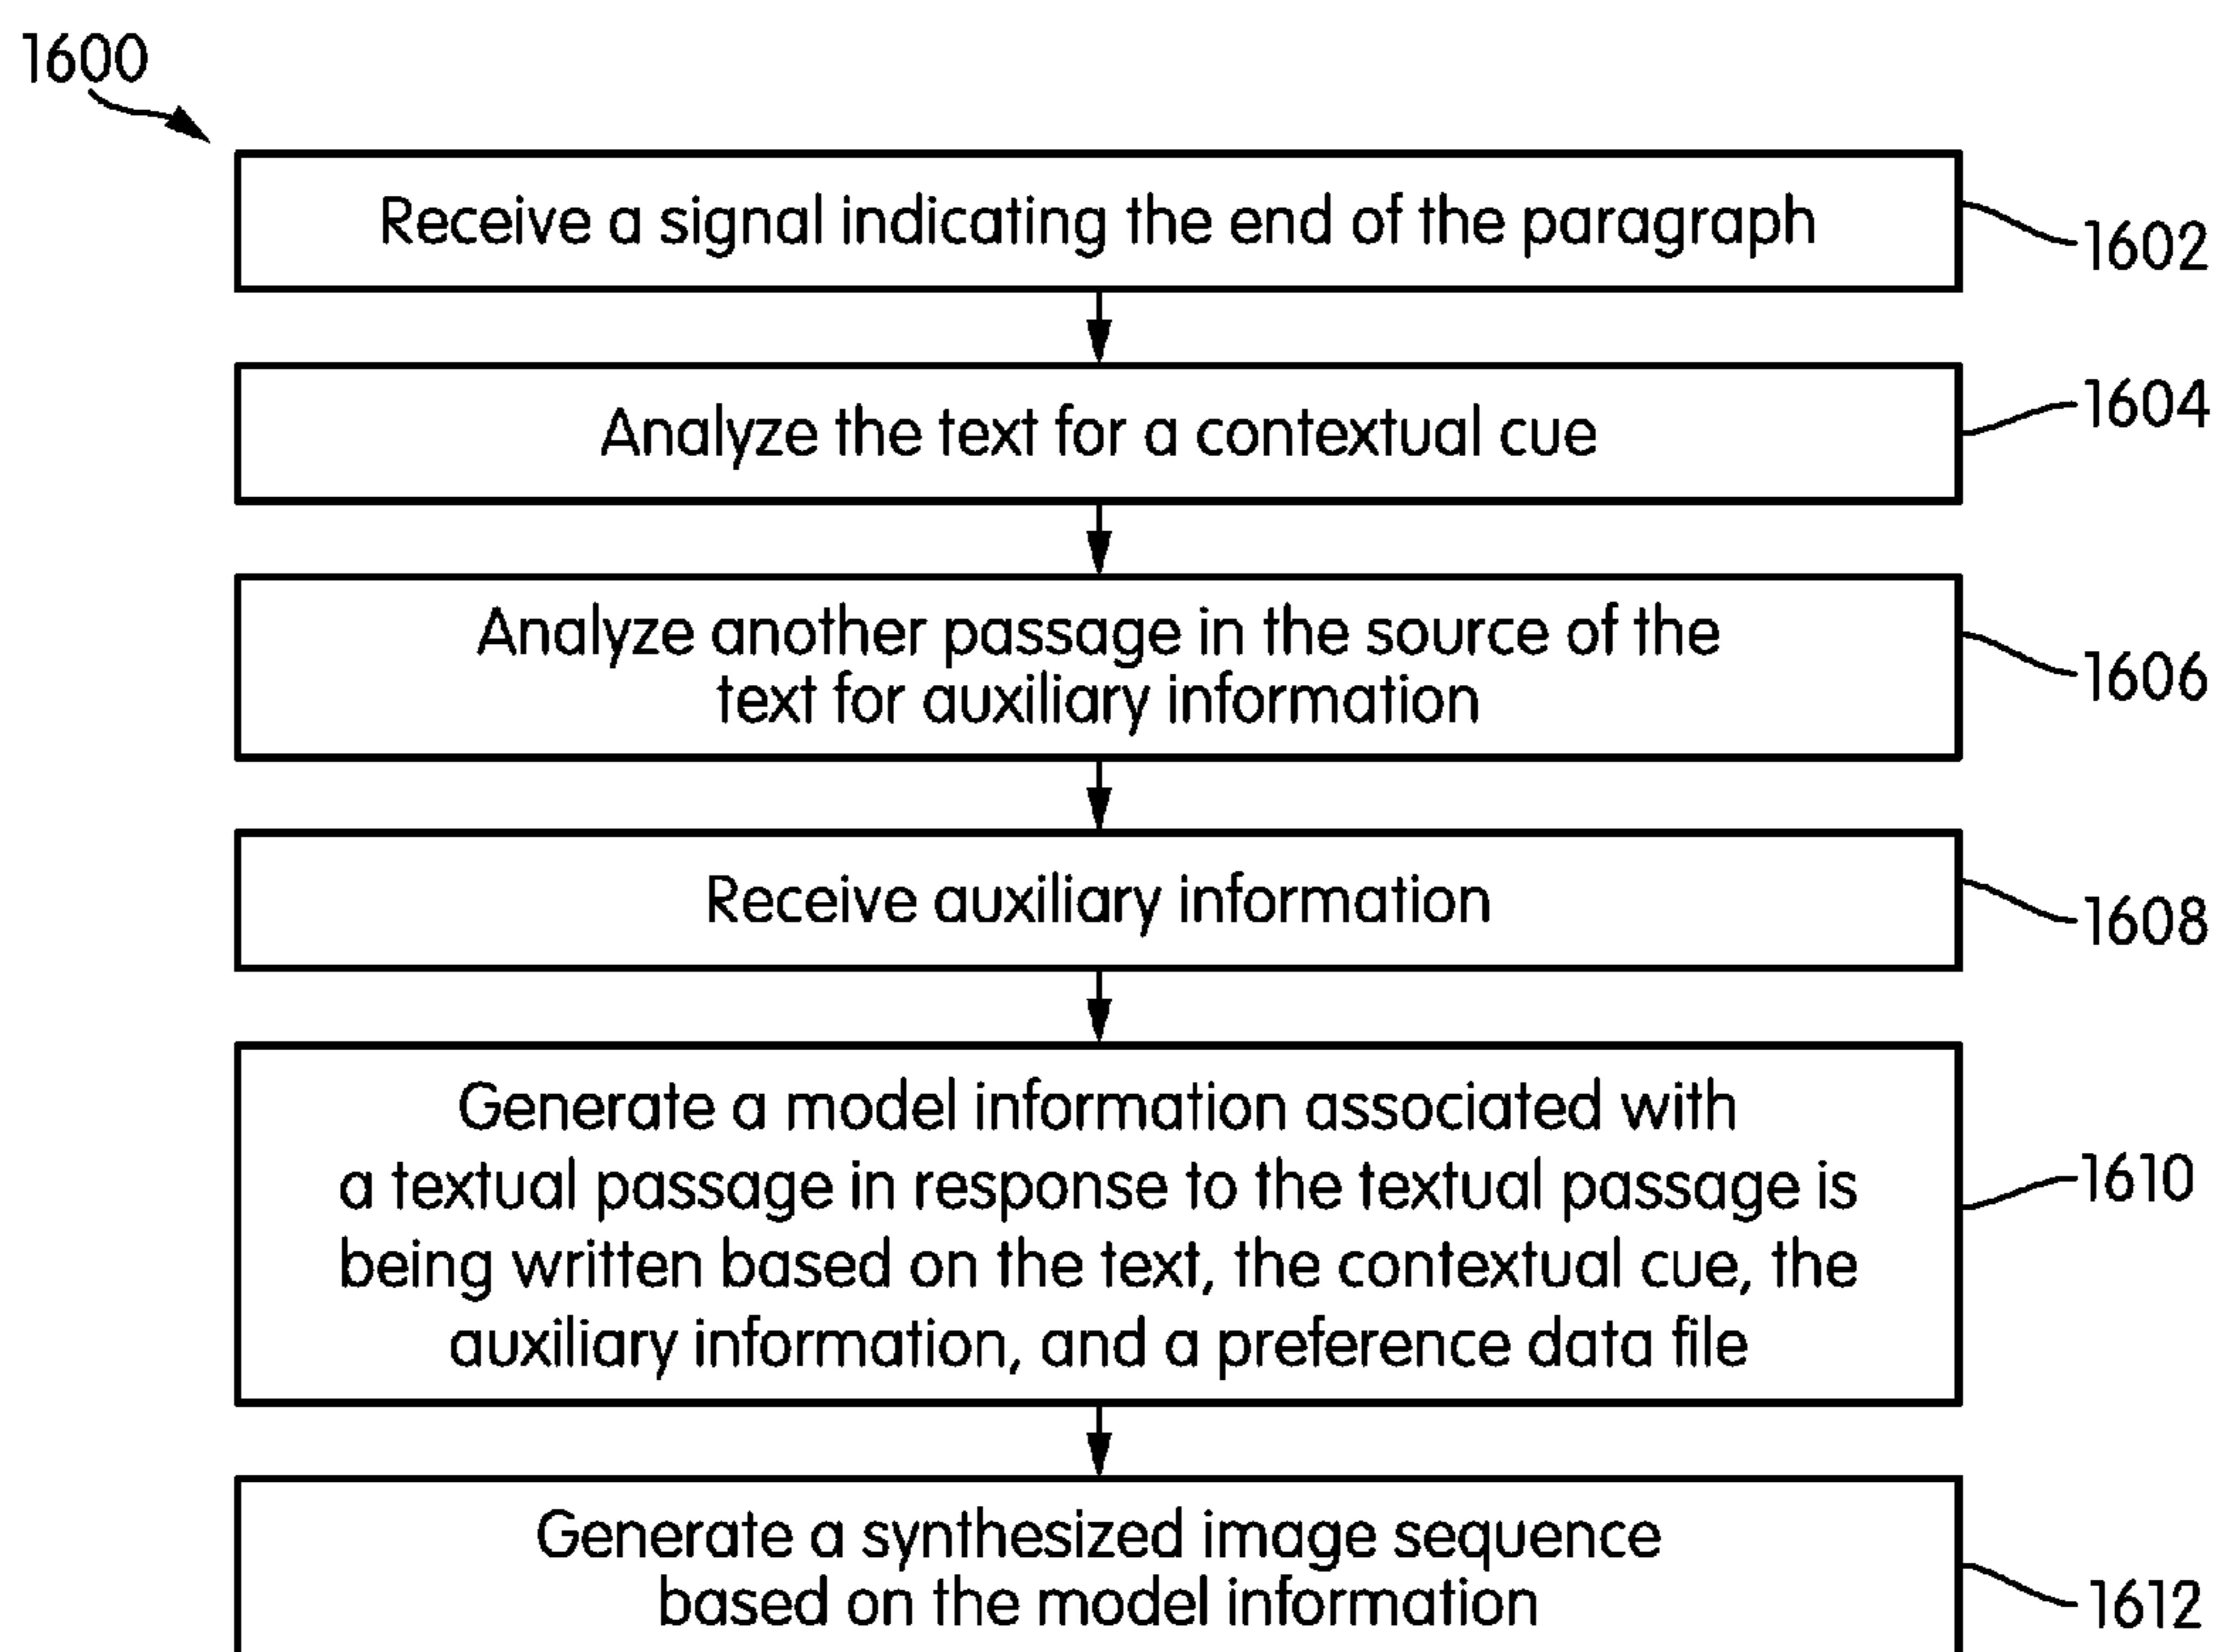 1600
Receive a signal indicating the end of the paragraph
1602
Analyze the text for a contextual cue
1604
Analyze another passage in the source of the
text for auxiliary information
1606
Receive auxiliary information
1608
Generate a model information associated with
a textual passage in response to the textual passage is
being written based on the text, the contextual cue, the
auxiliary information, and a preference data file
1610
Generate a synthesized image sequence
based on the model information
1612